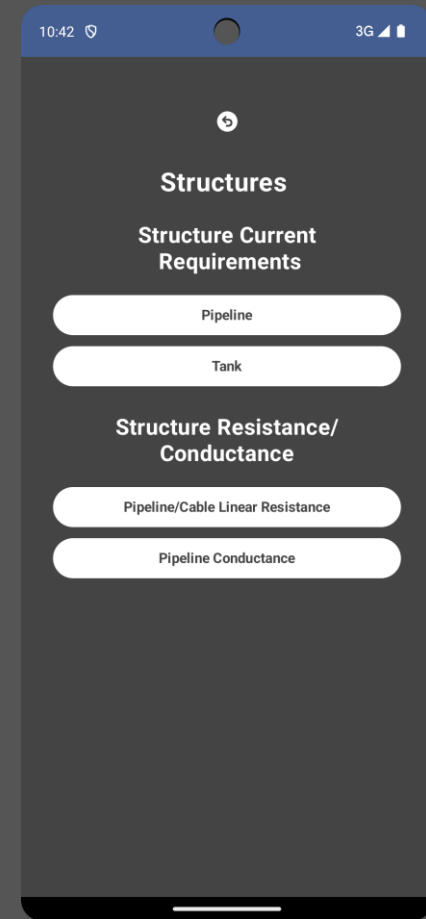 10:42
3G
Structures
Structure Current
Requirements
Pipeline
Tank
Structure Resistance/
Conductance
Pipeline/Cable Linear Resistance
Pipeline Conductance